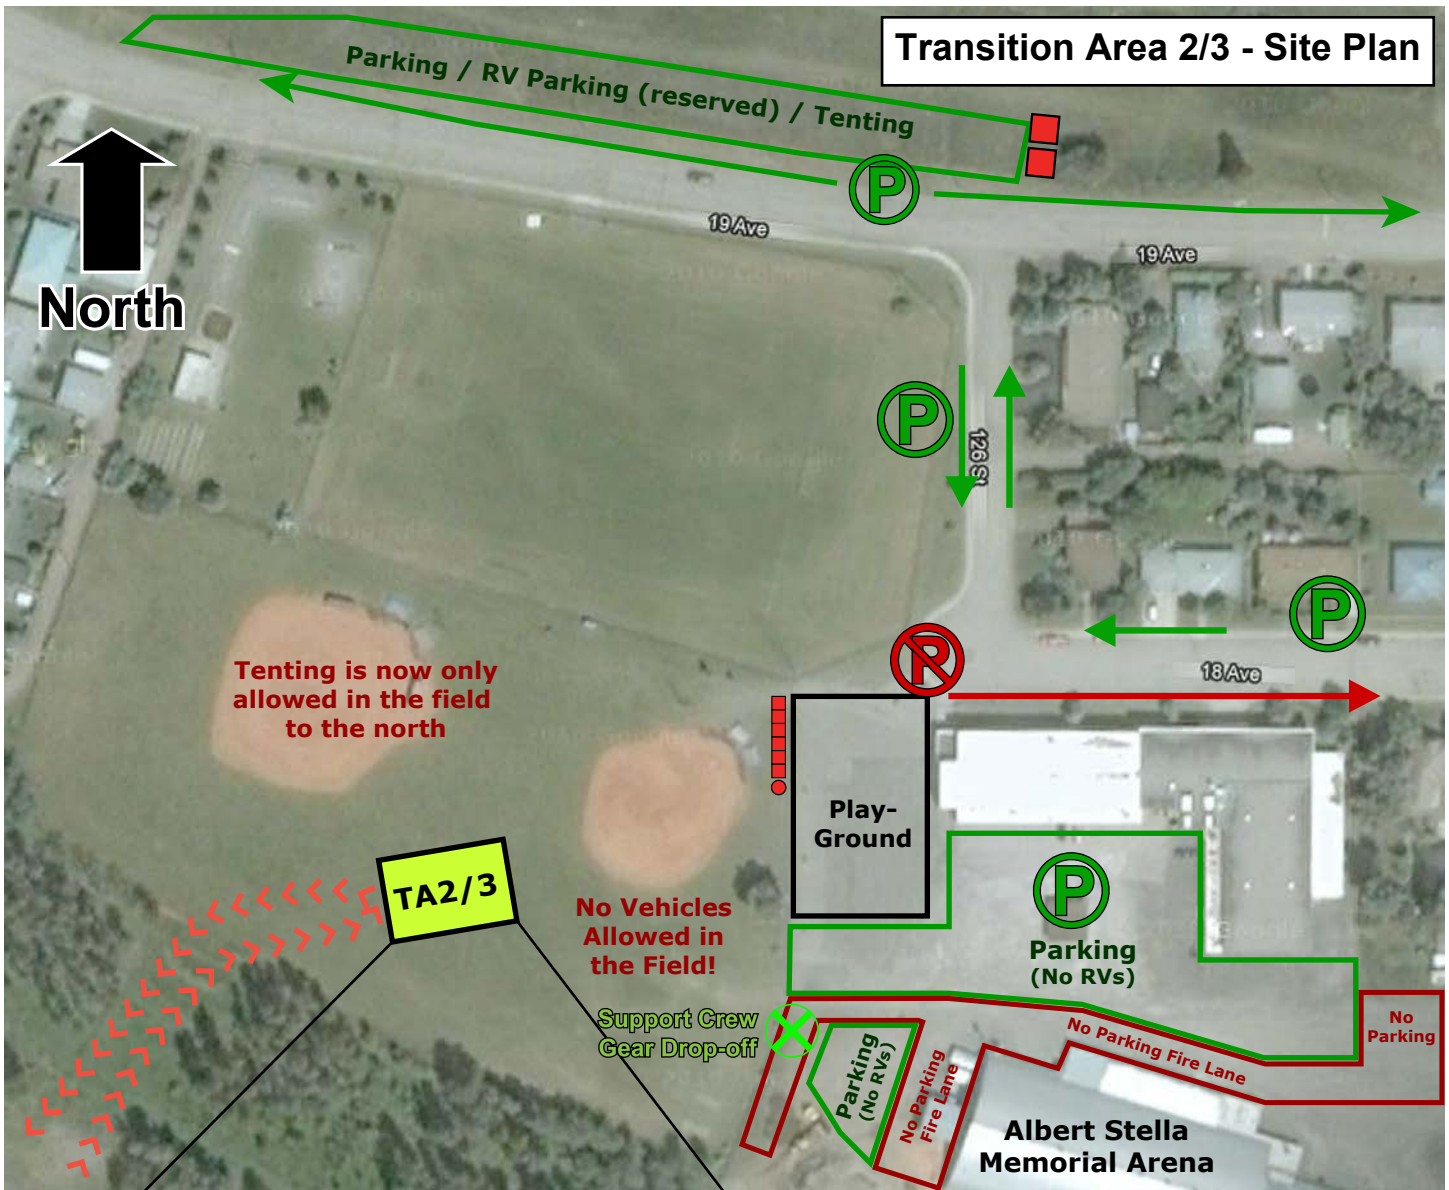 Transition Area 2/3 - Site Plan
Parking / RV Parking (reserved) / Tenting
P
19 Ave
19 Ave
North
P
126 St
P
P
18 Ave
Tenting is now only
allowed in the field
to the north
Play-
Ground
TA2/3
No Vehicles
Allowed in
the Field!
P
Parking
(No RVs)
Support Crew
Gear Drop-off
Parking
(No RVs)
No Parking
Fire Lane
No Parking Fire Lane
No
Parking
Albert Stella
Memorial Arena